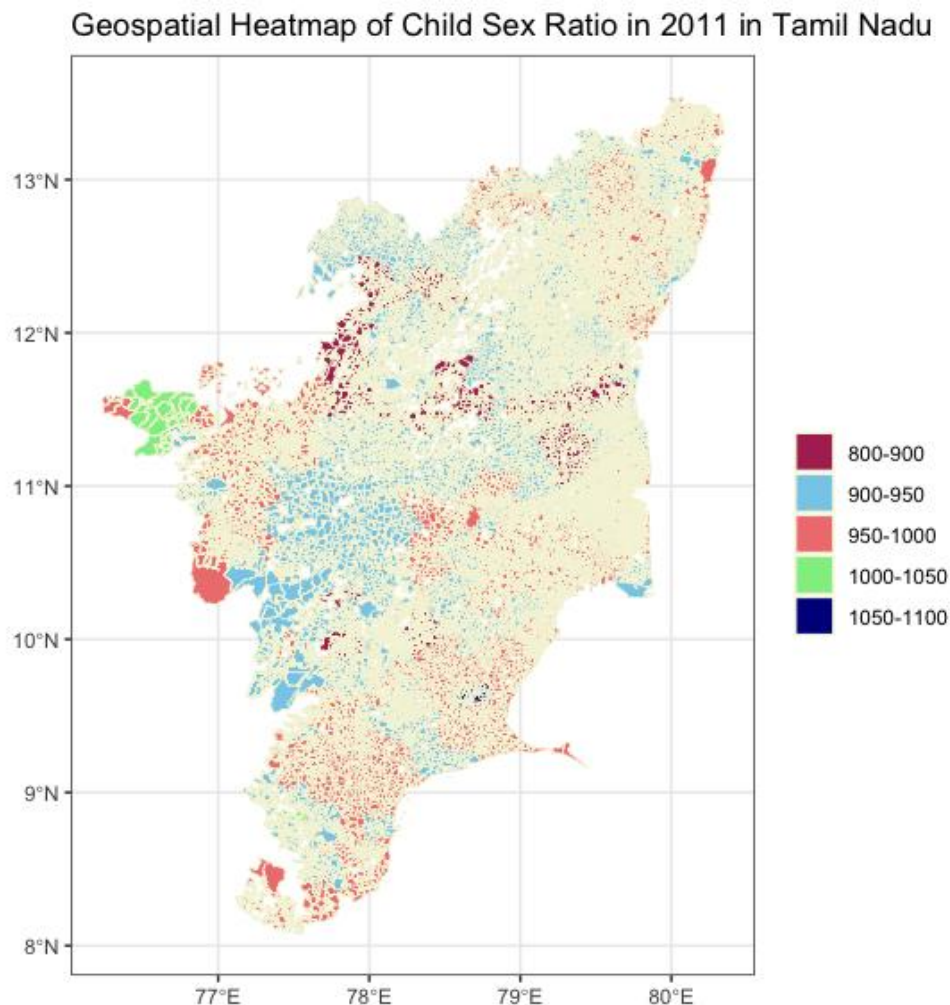 Geospatial Heatmap of Child Sex Ratio in 2011 in Tamil Nadu
13°N
12°N
11°N
10°N
9°N
8°N
77°E 78°E 79°E 80°E
800-900
900-950
950-1000
1000-1050
1050-1100